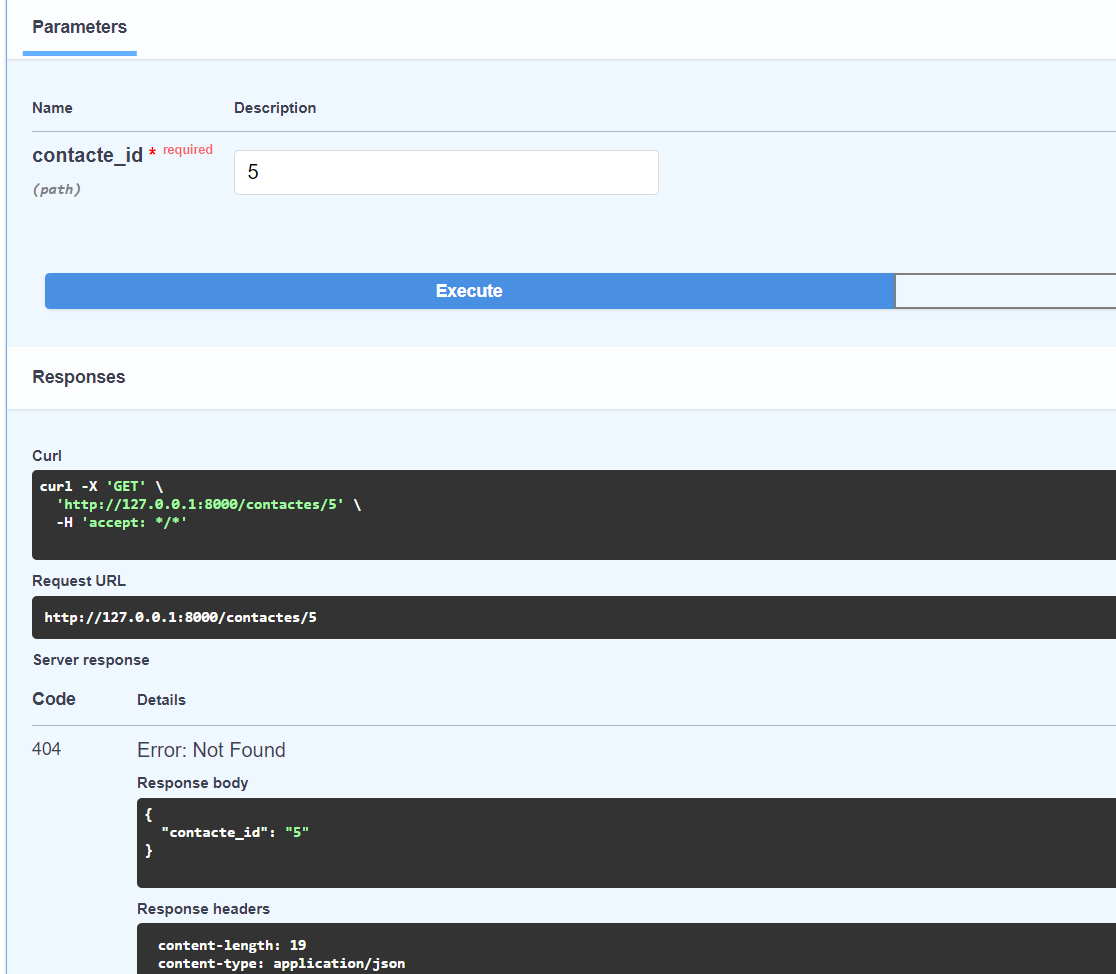 Parameters
Name Description
contacte_id * required
(path)
5
Execute
Responses
Curl
curl -X 'GET' \
'http://127.0.0.1:8000/contactes/5' \
-H 'accept: */*'
Request URL
http://127.0.0.1:8000/contactes/5
Server response
Code Details
404 Error: Not Found
Response body
{
"contacte_id": "5"
}
Response headers
content-length: 19
content-type: application/json